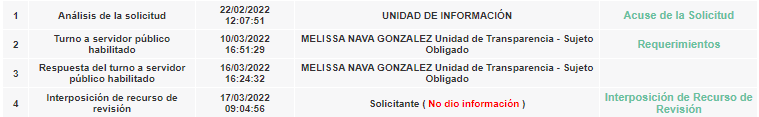 1 Análisis de la solicitud 22/02/2022 12:07:51 UNIDAD DE INFORMACIÓN Acuse de la Solicitud
2 Turno a servidor público habilitado 10/03/2022 16:51:29 MELISSA NAVA GONZALEZ Unidad de Transparencia - Sujeto Obligado Requerimientos
3 Respuesta del turno a servidor público habilitado 16/03/2022 16:24:32 MELISSA NAVA GONZALEZ Unidad de Transparencia - Sujeto Obligado
4 Interposición de recurso de revisión 17/03/2022 09:04:56 Solicitante ( No dio información ) Interposición de Recurso de Revisión